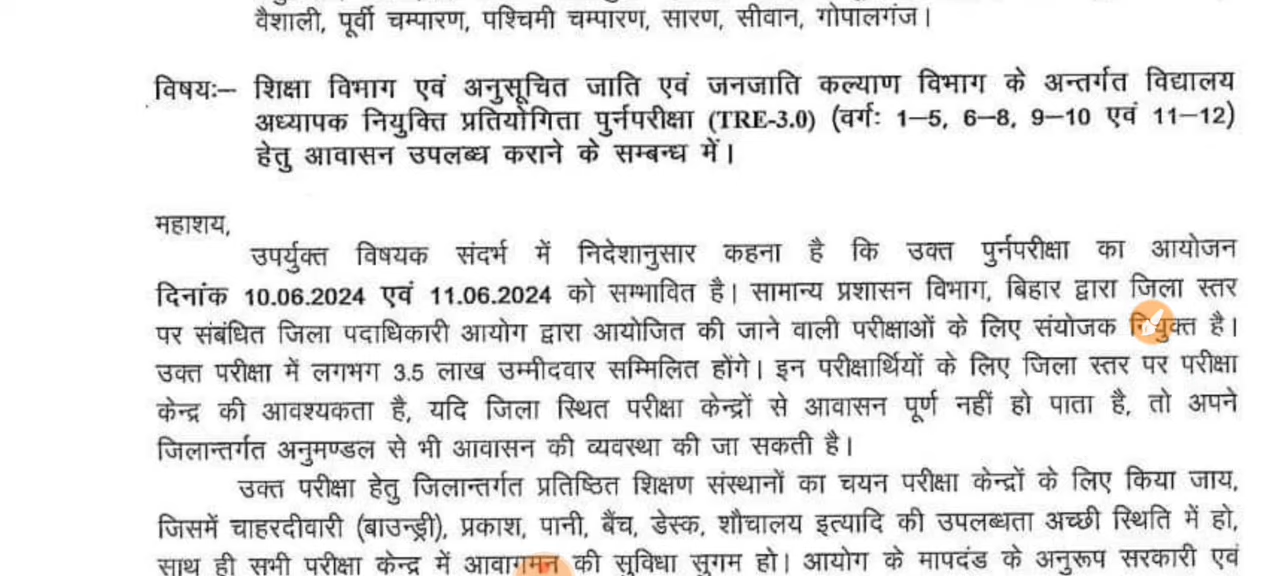 वैशाली, पूर्वी चम्पारण, पश्चिमी चम्पारण, सारण, सीवान, गोपालगंज।
विषयः– शिक्षा विभाग एवं अनुसूचित जाति एवं जनजाति कल्याण विभाग के अन्तर्गत विद्यालय
अध्यापक नियुक्ति प्रतियोगिता पुर्नपरीक्षा (TRE-3.0) (वर्गः 1–5, 6–8, 9–10 एवं 11–12)
हेतु आवासन उपलब्ध कराने के सम्बन्ध में।
महाशय,
उपर्युक्त विषयक संदर्भ में निदेशानुसार कहना है कि उक्त पुर्नपरीक्षा का आयोजन
दिनांक 10.06.2024 एवं 11.06.2024 को सम्भावित है। सामान्य प्रशासन विभाग, बिहार द्वारा जिला स्तर
पर संबंधित जिला पदाधिकारी आयोग द्वारा आयोजित की जाने वाली परीक्षाओं के लिए संयोजक नियुक्त है।
उक्त परीक्षा में लगभग 3.5 लाख उम्मीदवार सम्मिलित होंगे। इन परीक्षार्थियों के लिए जिला स्तर पर परीक्षा
केन्द्र की आवश्यकता है, यदि जिला स्थित परीक्षा केन्द्रों से आवासन पूर्ण नहीं हो पाता है, तो अपने
जिलान्तर्गत अनुमण्डल से भी आवासन की व्यवस्था की जा सकती है।
उक्त परीक्षा हेतु जिलान्तर्गत प्रतिष्ठित शिक्षण संस्थानों का चयन परीक्षा केन्द्रों के लिए किया जाय,
जिसमें चाहरदीवारी (बाउन्ड्री), प्रकाश, पानी, बैंच, डेस्क, शौचालय इत्यादि की उपलब्धता अच्छी स्थिति में हो,
साथ ही सभी परीक्षा केन्द्र में आवागमन की सुविधा सुगम हो। आयोग के मापदंड के अनुरूप सरकारी एवं